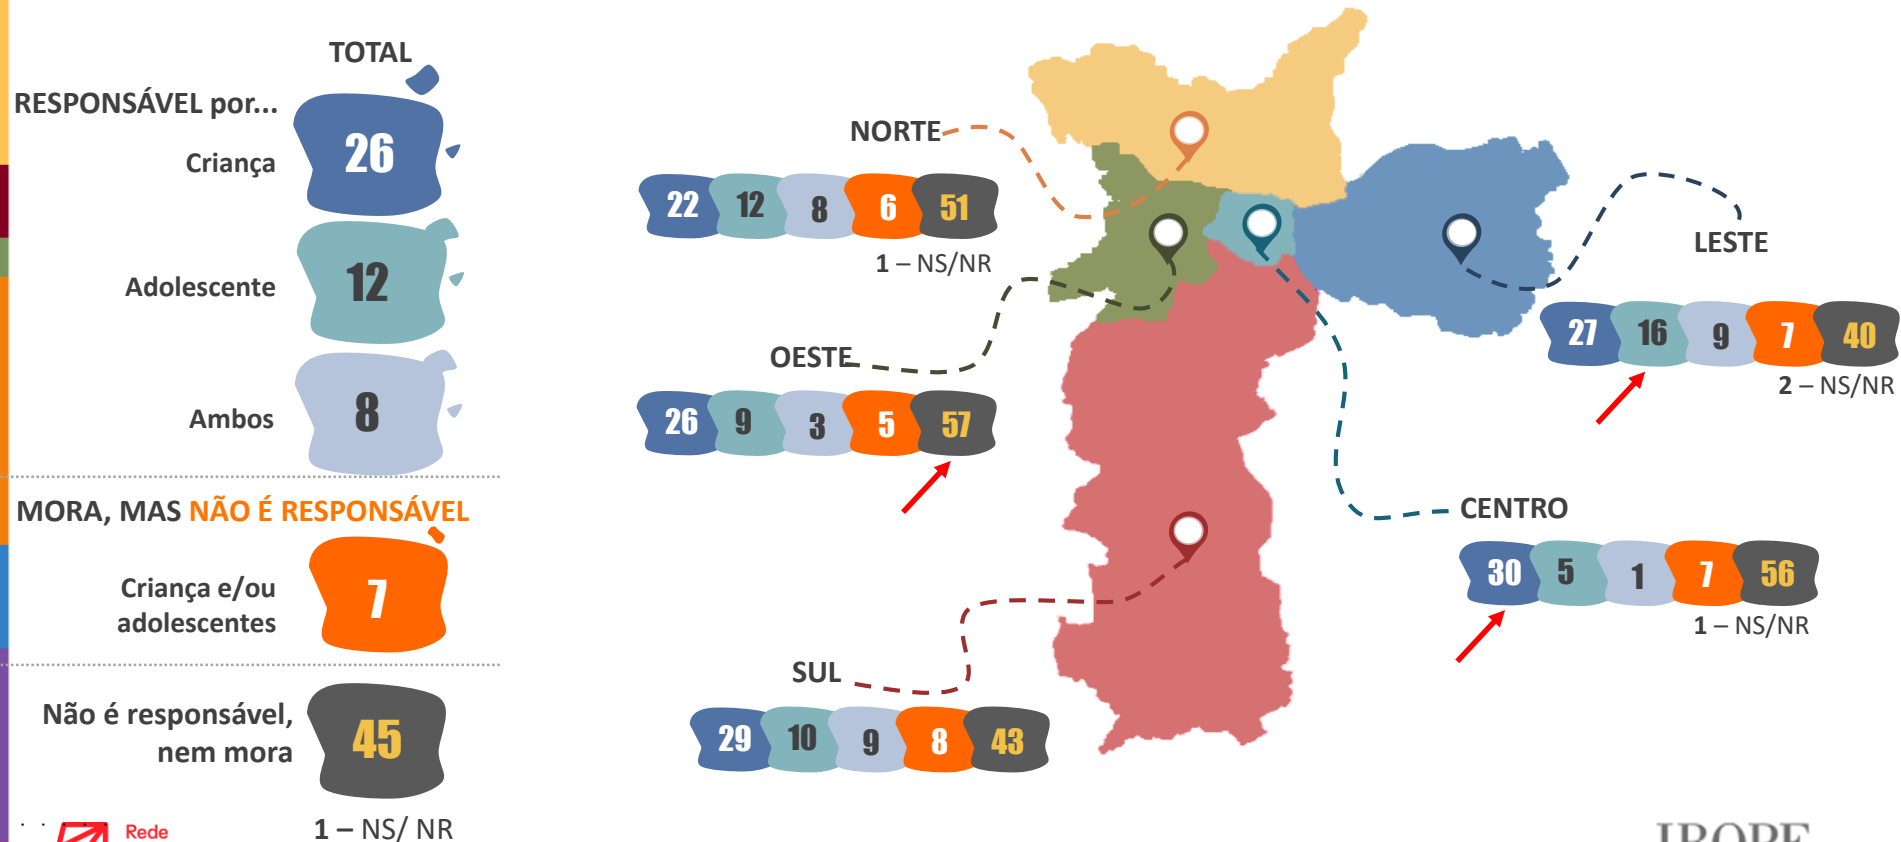 TOTAL
RESPONSÁVEL por...
Criança
26
Adolescente
12
Ambos
8
MORA, MAS NÃO É RESPONSÁVEL
Criança e/ou
adolescentes
7
Não é responsável,
nem mora
45
1 – NS/ NR
Rede
NORTE
22 12 8 6 51
1 – NS/NR
OESTE
26 9 3 5 57
SUL
29 10 9 8 43
LESTE
27 16 9 7 40
2 – NS/NR
CENTRO
30 5 1 7 56
1 – NS/NR
IBOPE